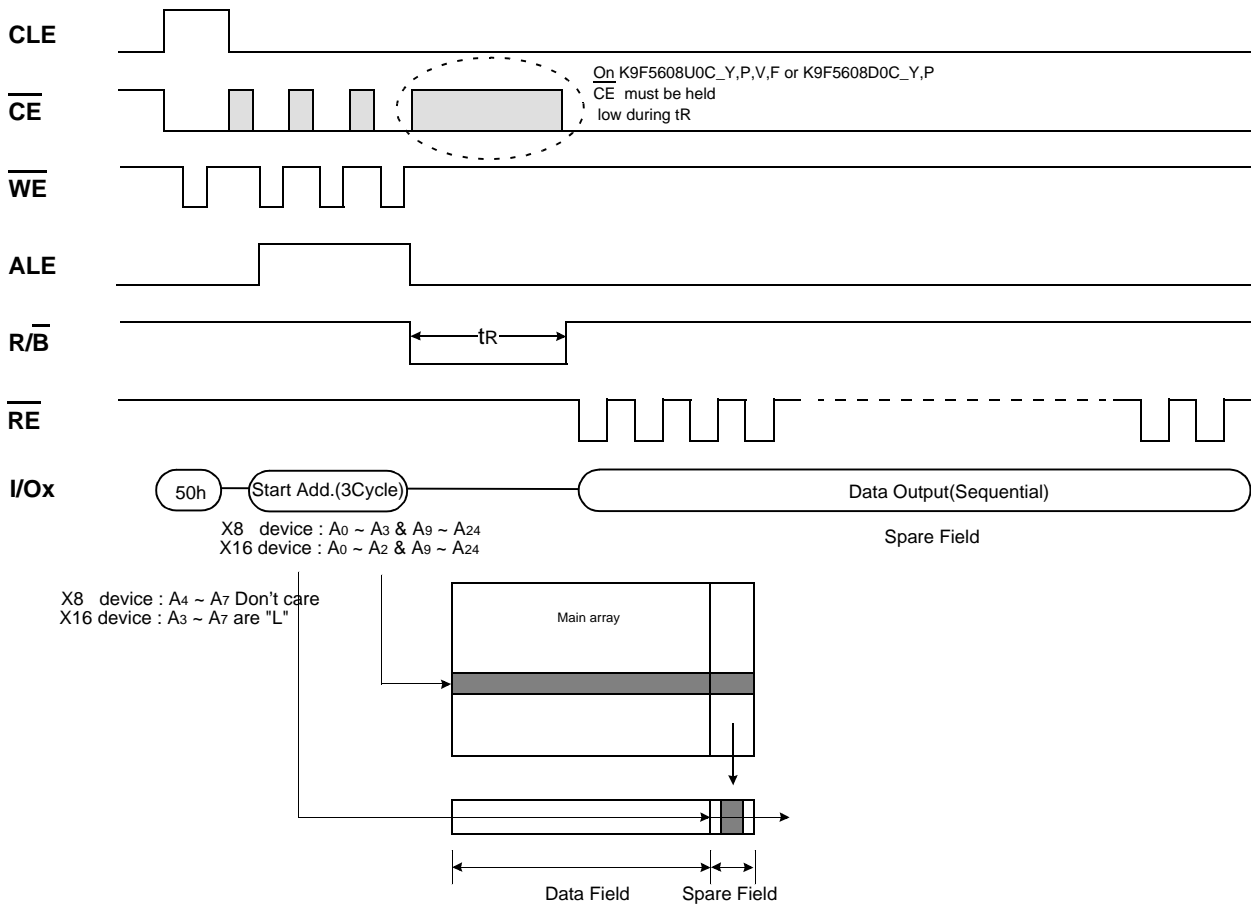 CLE
On K9F5608U0C_Y,P,V,F or K9F5608D0C_Y,P
CE must be held
low during tR
CE
WE
ALE
R/B
tR
RE
I/Ox
50h
Start Add.(3Cycle)
Data Output(Sequential)
X8 device : A0 ~ A3 & A9 ~ A24
X16 device : A0 ~ A2 & A9 ~ A24
Spare Field
X8 device : A4 ~ A7 Don't care
X16 device : A3 ~ A7 are "L"
Main array
Data Field
Spare Field